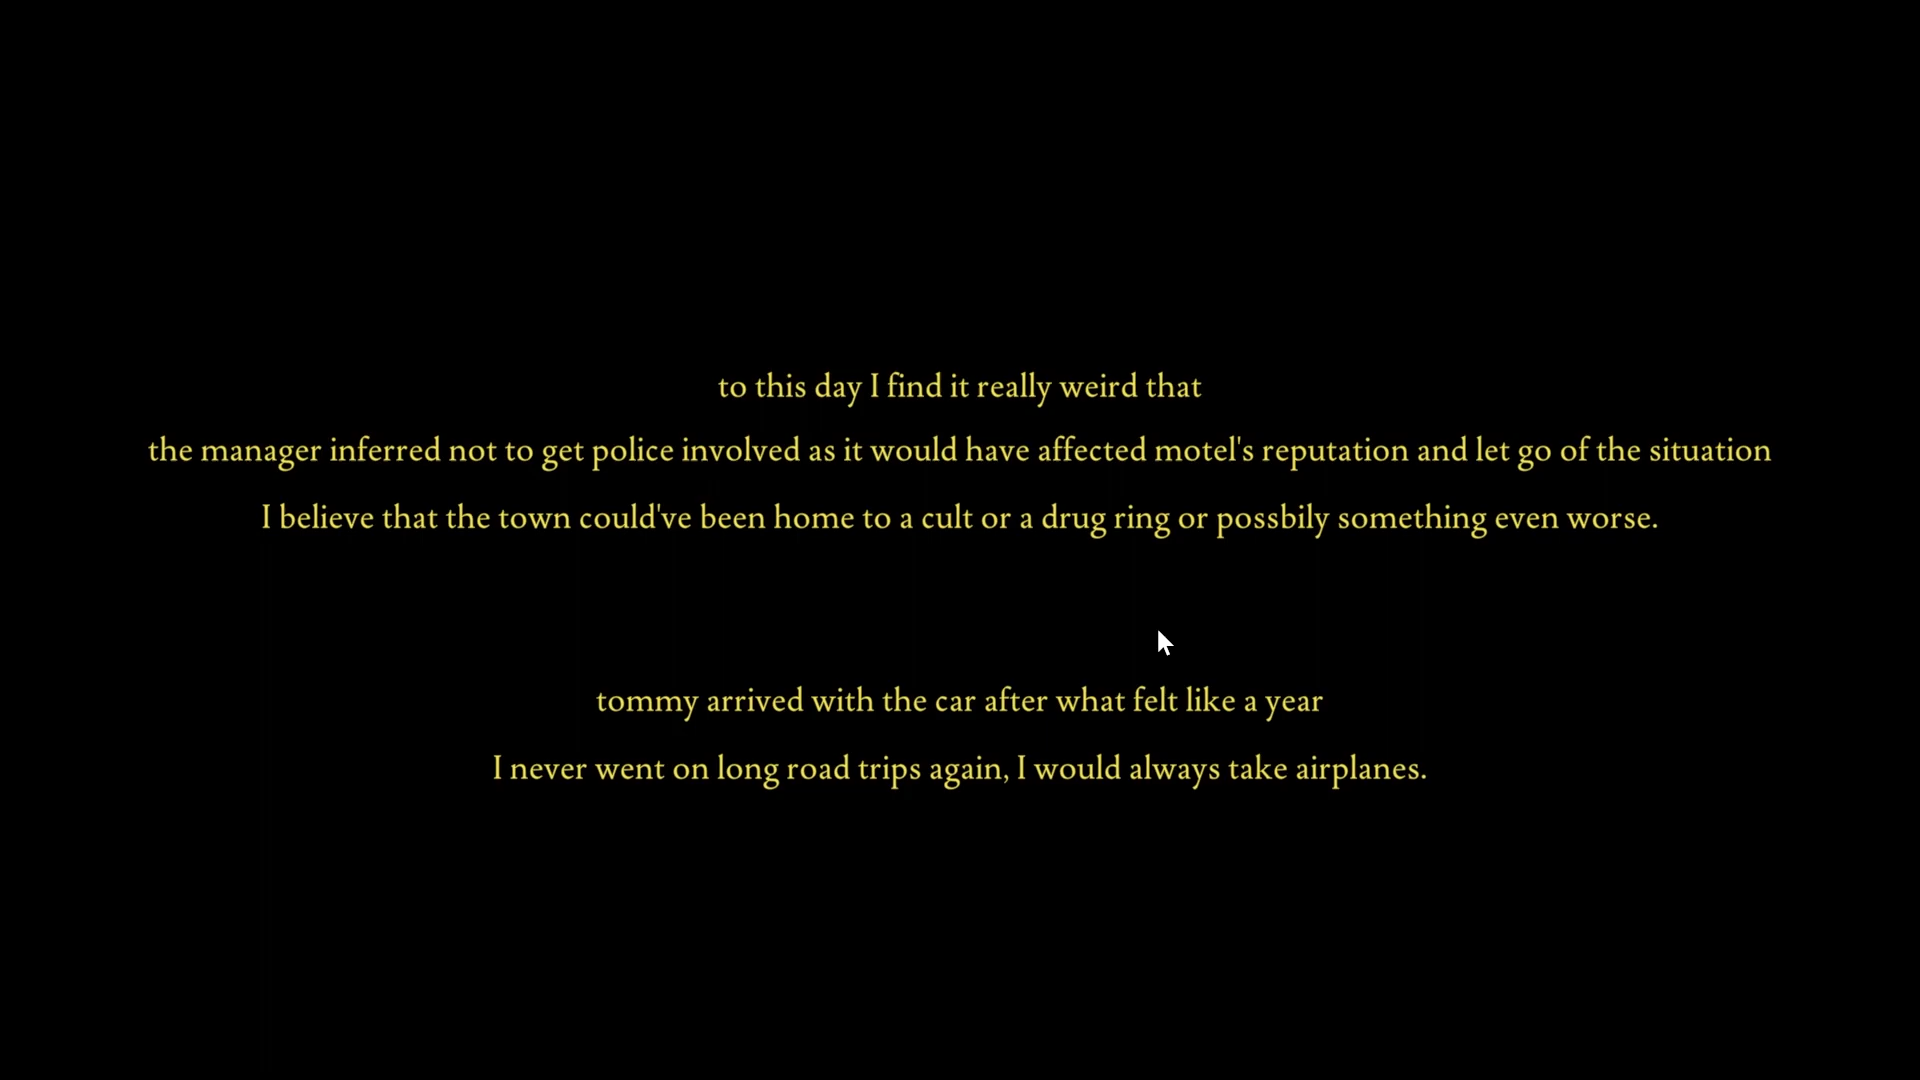 to this day I find it really weird that
the manager inferred not to get police involved as it would have affected motel's reputation and let go of the situation
I believe that the town could've been home to a cult or a drug ring or possbily something even worse.
tommy arrived with the car after what felt like a year
I never went on long road trips again, I would always take airplanes.